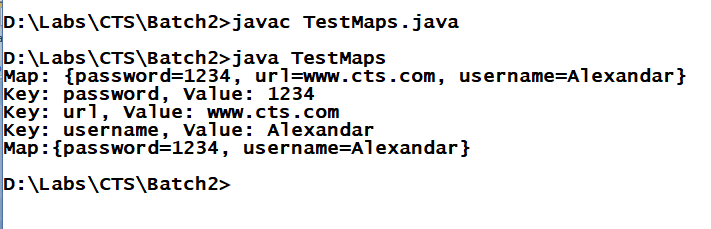 D:\Labs\CTS\Batch2>javac TestMaps.java
D:\Labs\CTS\Batch2>java TestMaps
Map: {password=1234, url=www.cts.com, username=Alexandar}
Key: password, Value: 1234
Key: url, Value: www.cts.com
Key: username, Value: Alexandar
Map:{password=1234, username=Alexandar}
D:\Labs\CTS\Batch2>